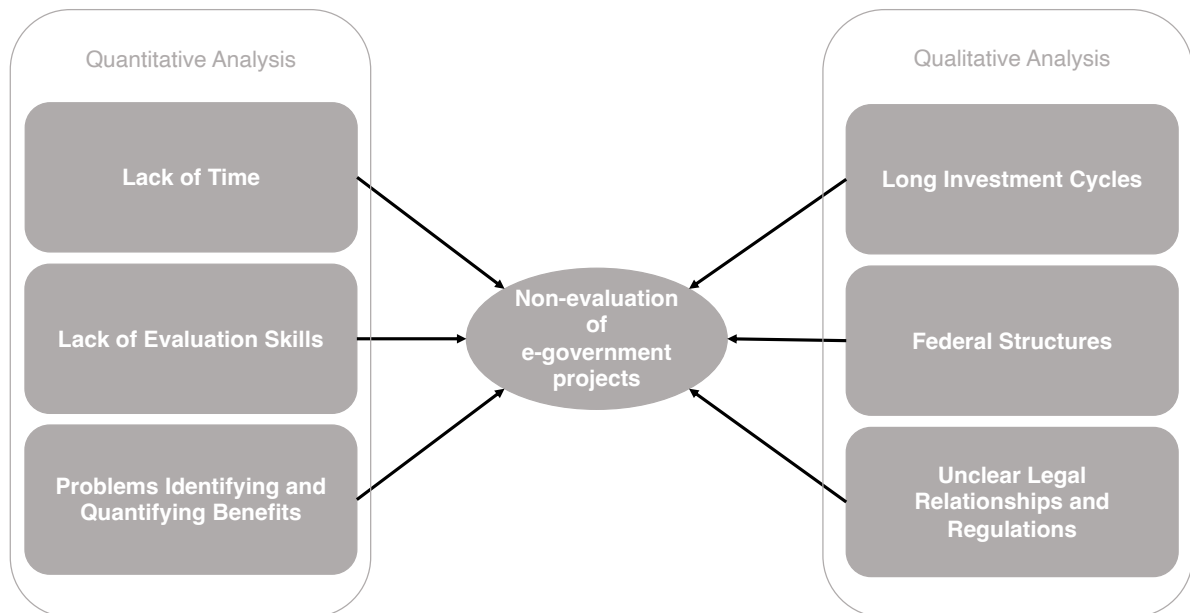 Quantitative Analysis
Lack of Time
Lack of Evaluation Skills
Problems Identifying and
Quantifying Benefits
Non-evaluation
of
e-government
projects
Qualitative Analysis
Long Investment Cycles
Federal Structures
Unclear Legal
Relationships and
Regulations